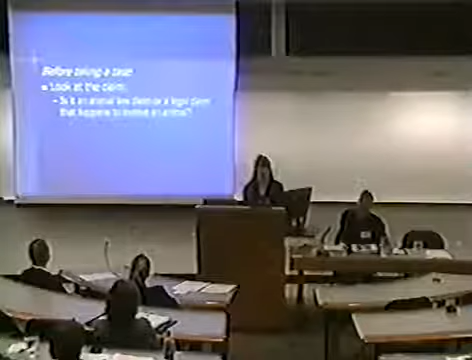 Before taking a case
Look at the claim.
- Is it an animal law claim or a legal claim
that happens to involve an animal?